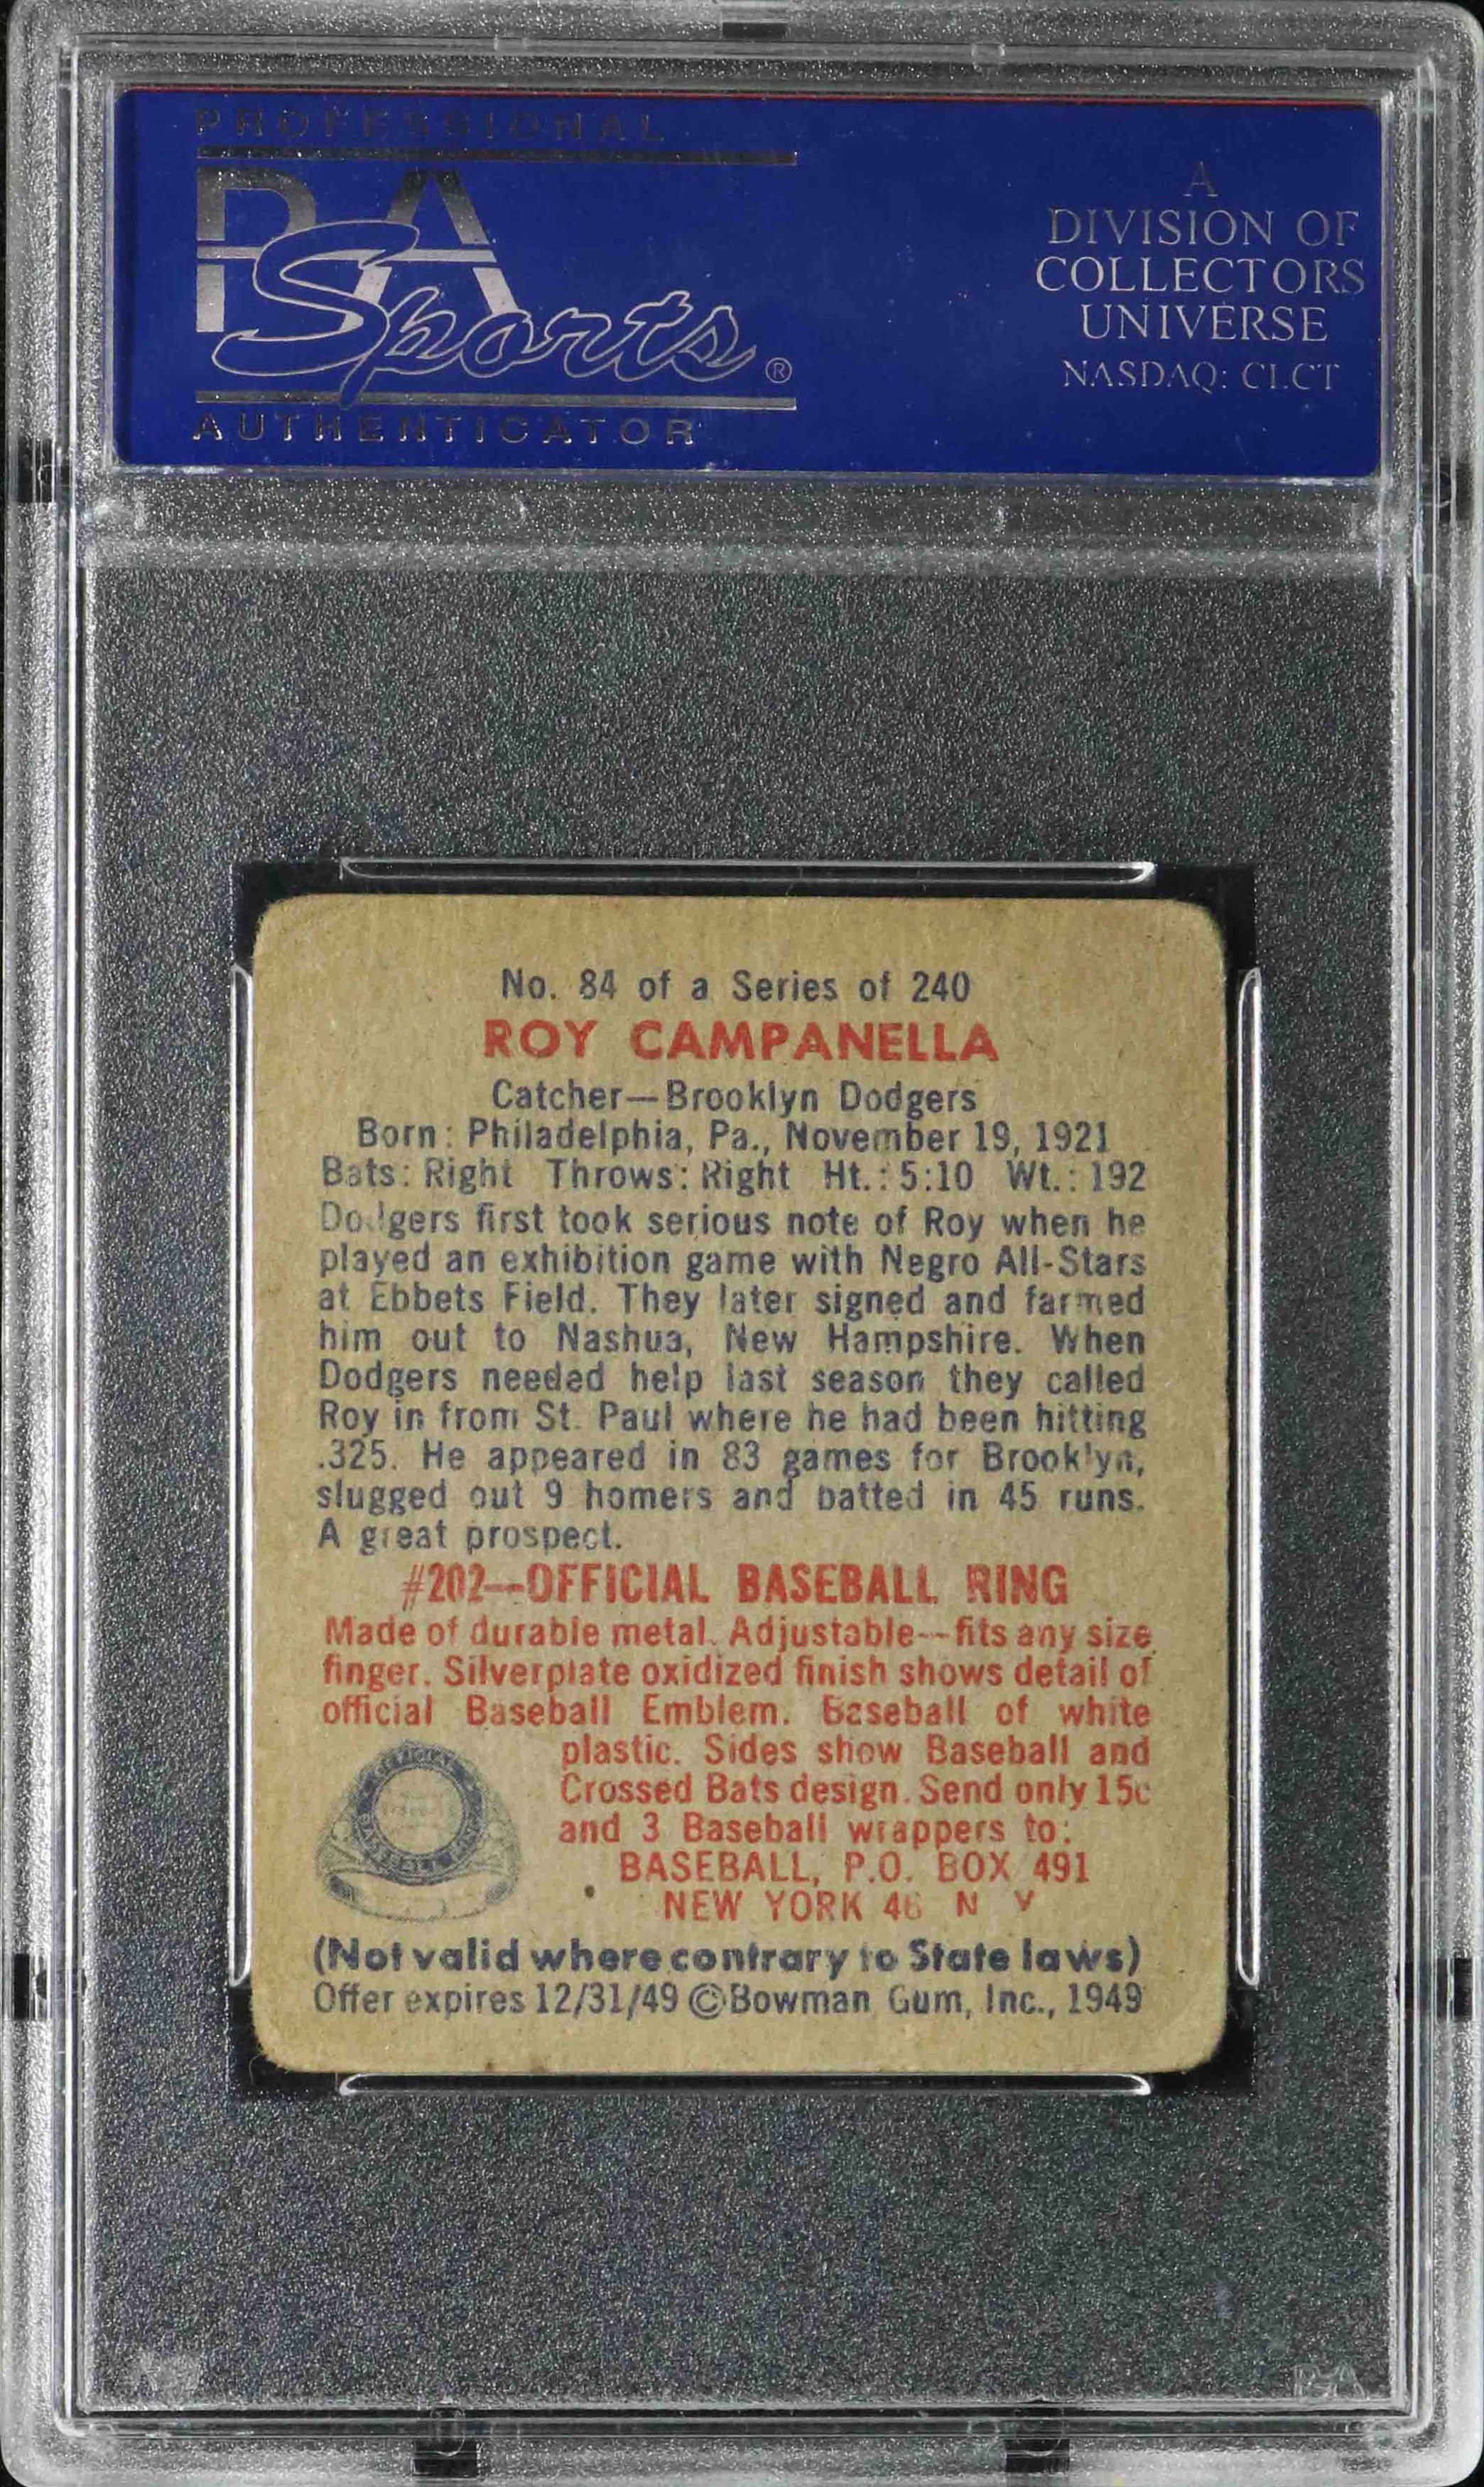 PROFESSIONAL
PSA
Sports®
AUTHENTICATOR
A
DIVISION OF
COLLECTORS
UNIVERSE
NASDAQ: CLCT
No. 84 of a Series of 240
ROY CAMPANELLA
Catcher—Brooklyn Dodgers
Born: Philadelphia, Pa., November 19, 1921
Bats: Right Throws: Right Ht.: 5:10 Wt.: 192
Dodgers first took serious note of Roy when he
played an exhibition game with Negro All-Stars
at Ebbets Field. They later signed and farmed
him out to Nashua, New Hampshire. When
Dodgers needed help last season they called
Roy in from St. Paul where he had been hitting
.325. He appeared in 83 games for Brooklyn,
slugged out 9 homers and batted in 45 runs.
A great prospect.
#202—OFFICIAL BASEBALL RING
Made of durable metal. Adjustable—fits any size
finger. Silverplate oxidized finish shows detail of
official Baseball Emblem. Baseball of white
plastic. Sides show Baseball and
Crossed Bats design. Send only 15c
and 3 Baseball wrappers to:
BASEBALL, P.O. BOX 491
NEW YORK 46 N Y
(Not valid where contrary to State laws)
Offer expires 12/31/49 ©Bowman Gum, Inc., 1949
PSA